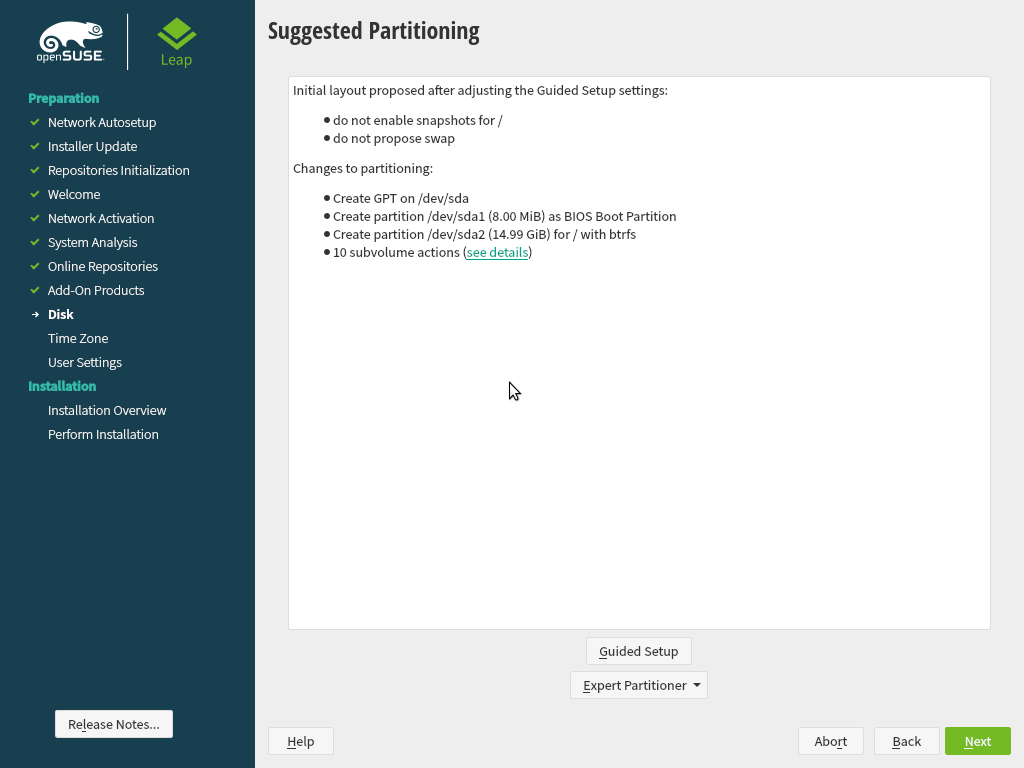 openSUSE.
Leap
Preparation
Network Autosetup
Installer Update
Repositories Initialization
Welcome
Network Activation
System Analysis
Online Repositories
Add-On Products
Disk
Time Zone
User Settings
Installation
Installation Overview
Perform Installation
Release Notes...
Suggested Partitioning
Initial layout proposed after adjusting the Guided Setup settings:
do not enable snapshots for /
do not propose swap
Changes to partitioning:
Create GPT on /dev/sda
Create partition /dev/sda1 (8.00 MiB) as BIOS Boot Partition
Create partition /dev/sda2 (14.99 GiB) for / with btrfs
10 subvolume actions (see details)
Guided Setup
Expert Partitioner
Help
Abort
Back
Next